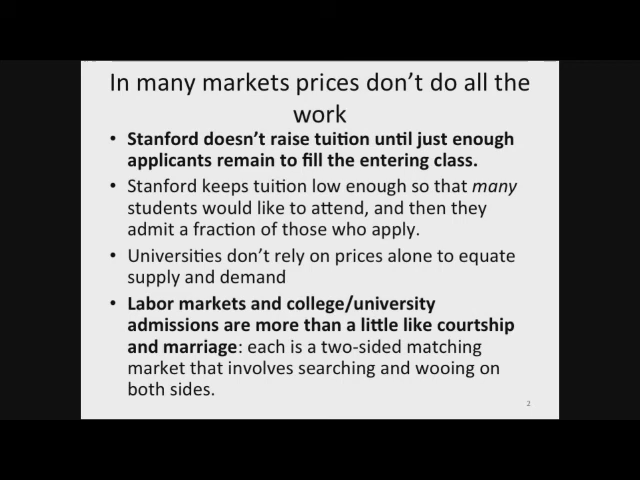 In many markets prices don’t do all the
work
• Stanford doesn’t raise tuition until just enough
applicants remain to fill the entering class.
• Stanford keeps tuition low enough so that many
students would like to attend, and then they
admit a fraction of those who apply.
• Universities don’t rely on prices alone to equate
supply and demand
• Labor markets and college/university
admissions are more than a little like courtship
and marriage: each is a two-sided matching
market that involves searching and wooing on
both sides.
2